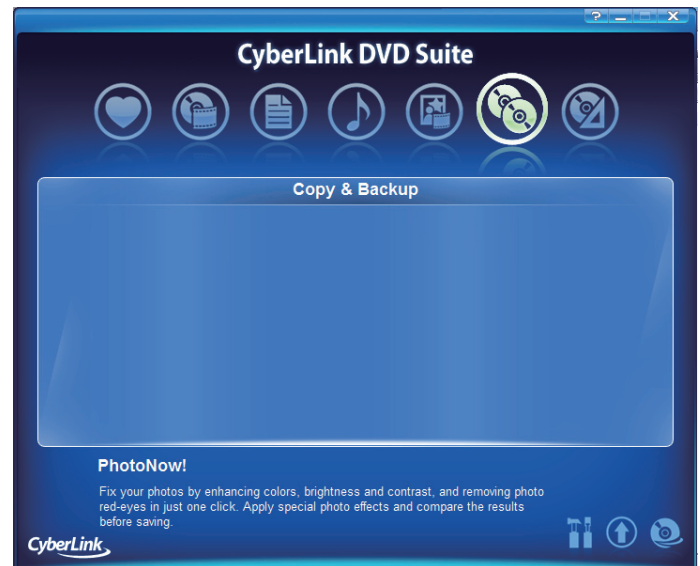 CyberLink DVD Suite
Copy & Backup
PhotoNow!
Fix your photos by enhancing colors, brightness and contrast, and removing photo
red-eyes in just one click. Apply special photo effects and compare the results
before saving.
CyberLink